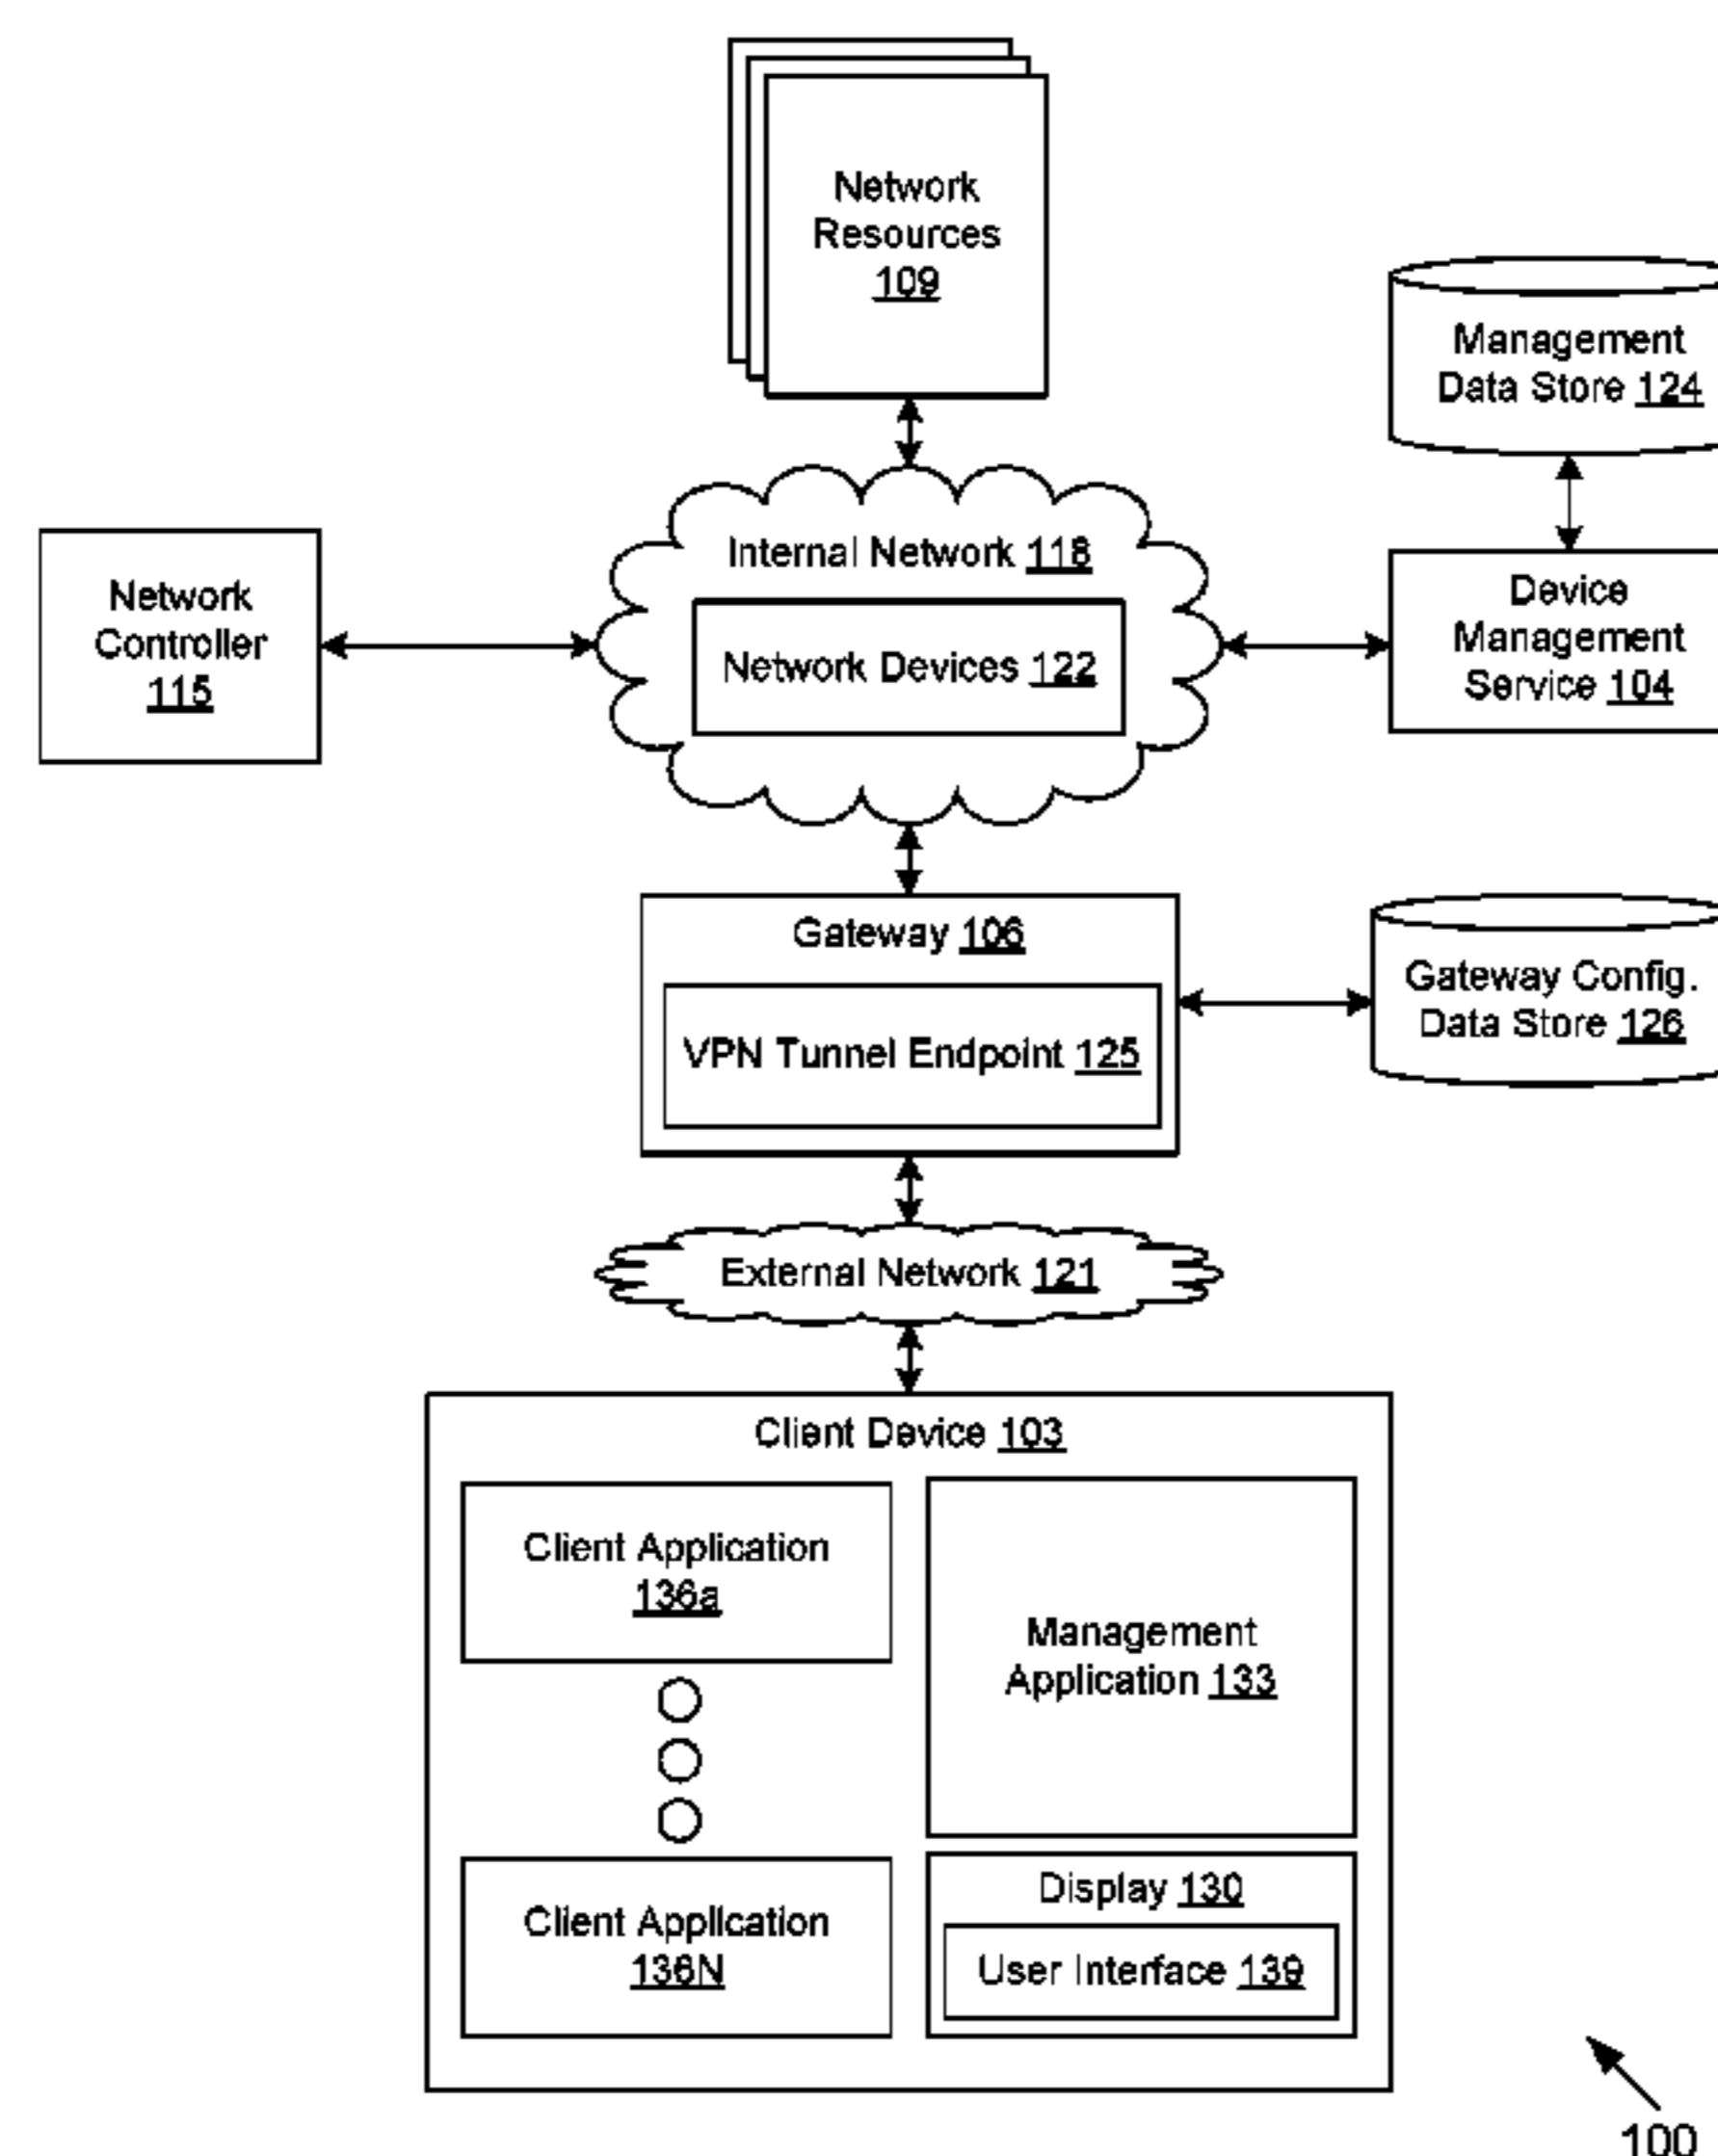 Network
Resources
109
Management
Data Store 124
Internal Network 118
Network Devices 122
Network
Controller
115
Device
Management
Service 104
Gateway 106
VPN Tunnel Endpoint 125
Gateway Config.
Data Store 126
External Network 121
Client Device 103
Client Application
136a
Management
Application 133
Client Application
136N
Display 130
User Interface 139
100